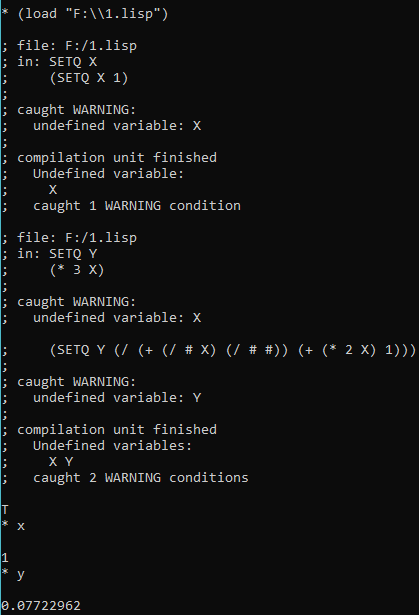 * (load "F:\\1.lisp")
; file: F:/1.lisp
; in: SETQ X
;     (SETQ X 1)
;
; caught WARNING:
;   undefined variable: X
;
; compilation unit finished
;   Undefined variable:
;     X
;   caught 1 WARNING condition
; file: F:/1.lisp
; in: SETQ Y
;     (* 3 X)
;
; caught WARNING:
;   undefined variable: X
;     (SETQ Y (/ (+ (/ # X) (/ # #)) (+ (* 2 X) 1)))
;
; caught WARNING:
;   undefined variable: Y
;
; compilation unit finished
;   Undefined variables:
;     X Y
;   caught 2 WARNING conditions
T
* x
1
* y
0.07722962